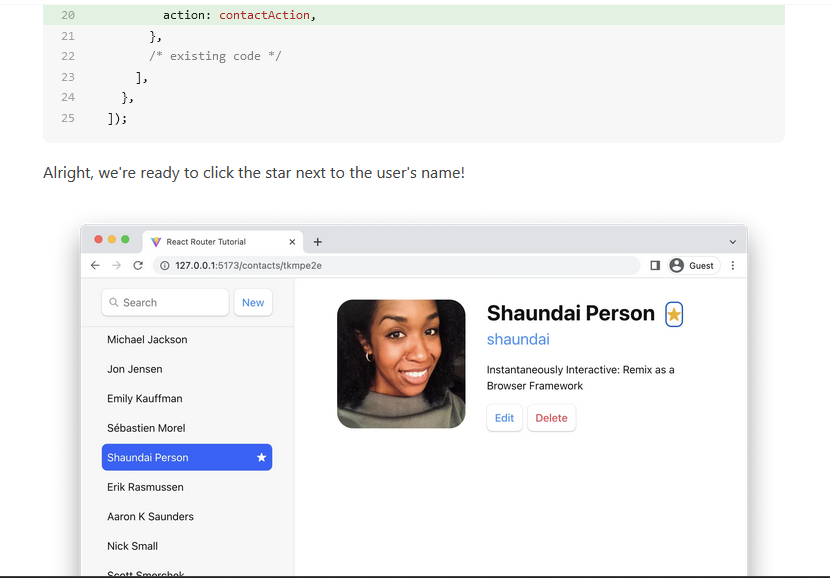 20 action: contactAction,
21 },
22 /* existing code */
23 ],
24 },
25 ]);
Alright, we're ready to click the star next to the user's name!
React Router Tutorial
127.0.0.1:5173/contacts/tkmpe2e
Guest
Search
New
Michael Jackson
Jon Jensen
Emily Kauffman
Sébastien Morel
Shaundai Person
Erik Rasmussen
Aaron K Saunders
Nick Small
Scott Smerchek
Shaundai Person
shaundai
Instantaneously Interactive: Remix as a
Browser Framework
Edit
Delete